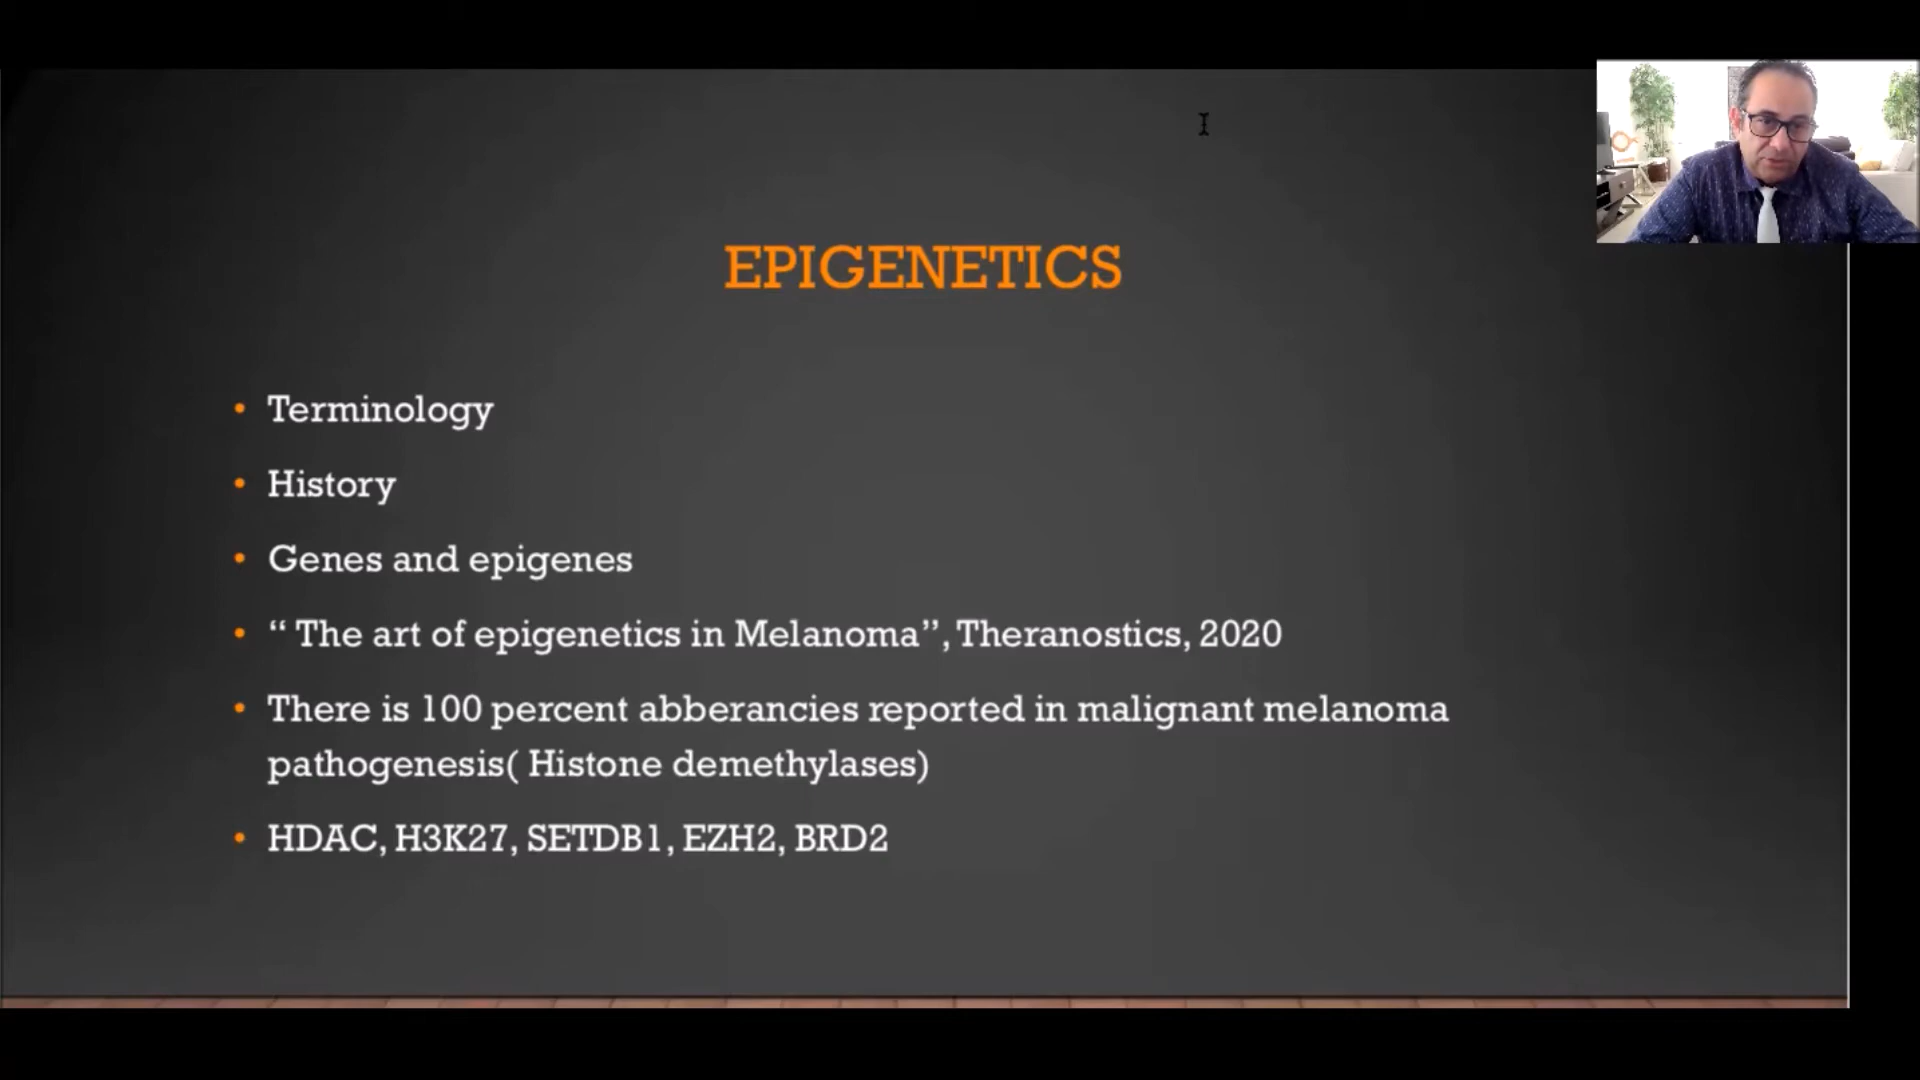 EPIGENETICS
• Terminology
• History
• Genes and epigenes
• “ The art of epigenetics in Melanoma”, Theranostics, 2020
• There is 100 percent abberancies reported in malignant melanoma
pathogenesis( Histone demethylases)
• HDAC, H3K27, SETDB1, EZH2, BRD2